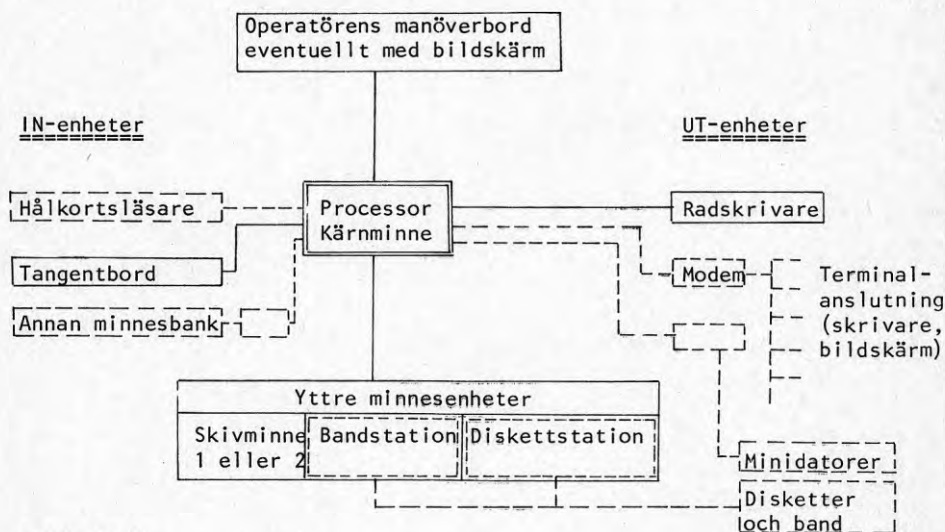 Operatörens manöverbord
eventuellt med bildskärm
IN-enheter
UT-enheter
Hålkortsläsare
Processor
Kärnminne
Radskrivare
Tangentbord
Modem
Terminal-
anslutning
(skrivare,
bildskärm)
Annan minnesbank
Yttre minnesenheter
Skivminne
1 eller 2
Bandstation
Diskettstation
Minidatorer
Disketter
och band